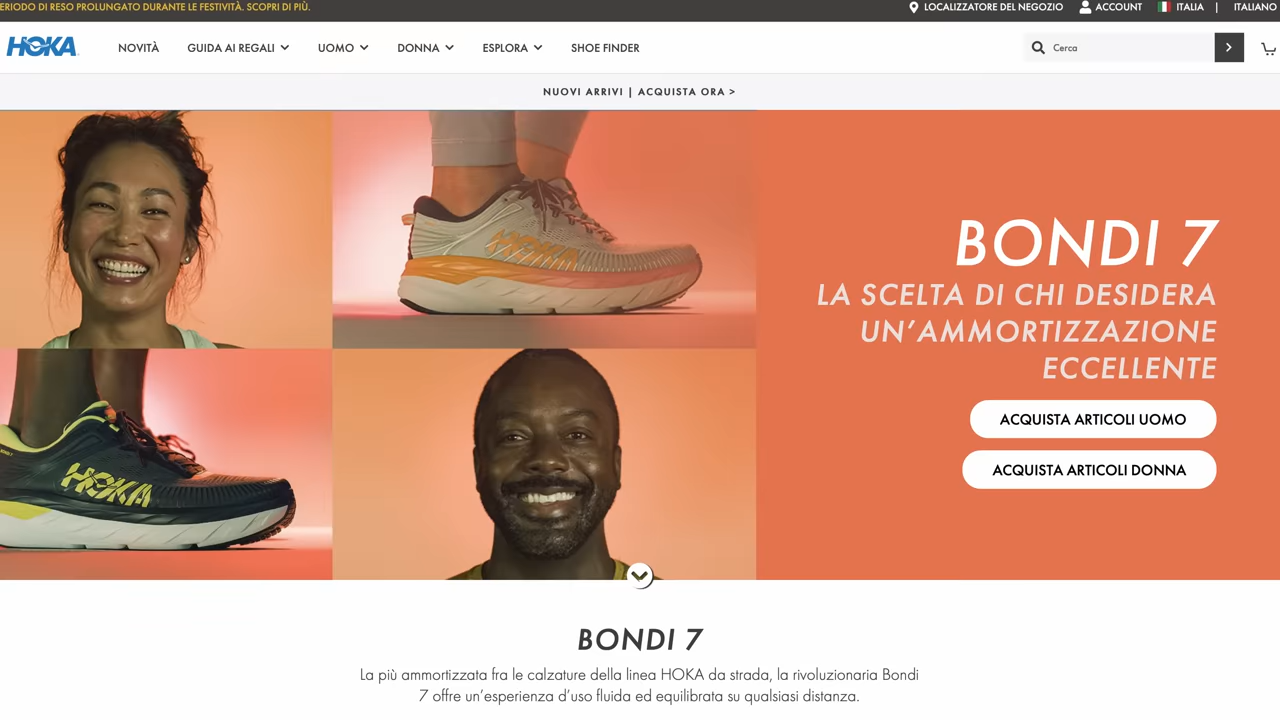 ERIODO DI RESO PROLUNGATO DURANTE LE FESTIVITÀ. SCOPRI DI PIÙ.
LOCALIZZATORE DEL NEGOZIO
ACCOUNT
ITALIA | ITALIANO
HOKA
NOVITÀ
GUIDA AI REGALI
UOMO
DONNA
ESPLORA
SHOE FINDER
Cerca
NUOVI ARRIVI | ACQUISTA ORA >
HOKA
HOKA
BONDI 7
LA SCELTA DI CHI DESIDERA
UN’AMMORTIZZAZIONE
ECCELLENTE
ACQUISTA ARTICOLI UOMO
ACQUISTA ARTICOLI DONNA
BONDI 7
La più ammortizzata fra le calzature della linea HOKA da strada, la rivoluzionaria Bondi
7 offre un’esperienza d’uso fluida ed equilibrata su qualsiasi distanza.